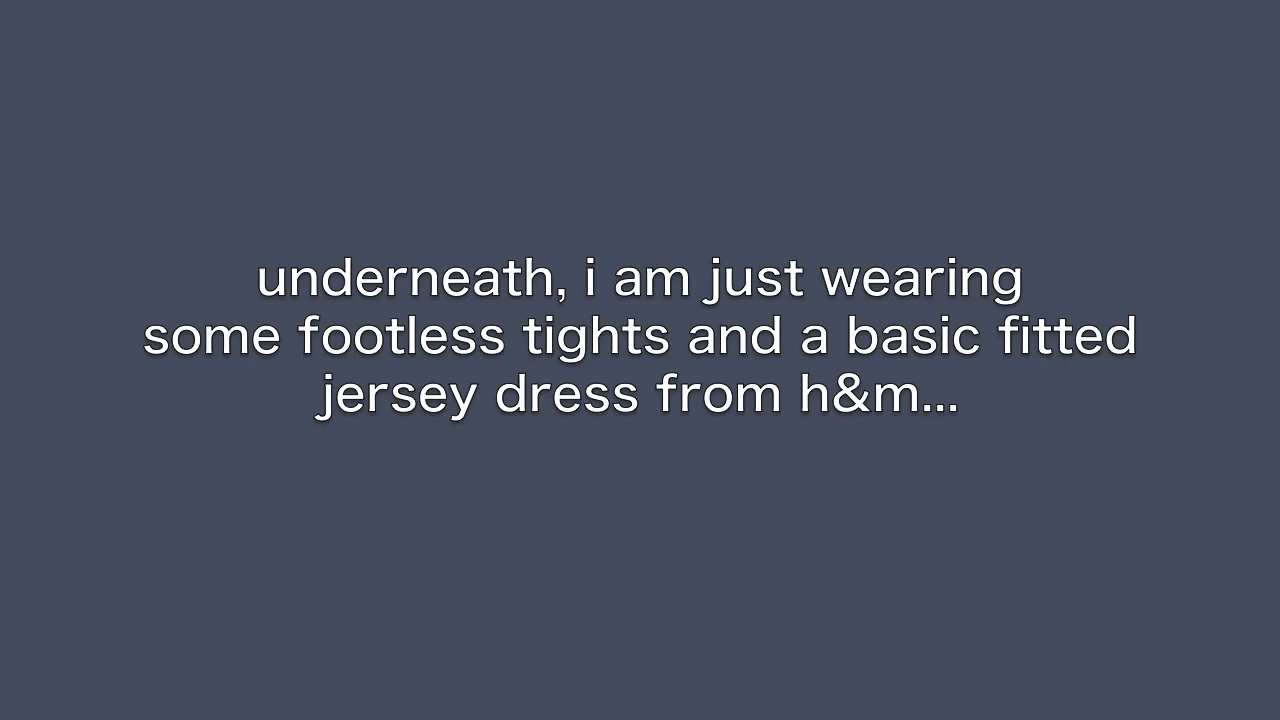 underneath, i am just wearing
some footless tights and a basic fitted
jersey dress from h&m...